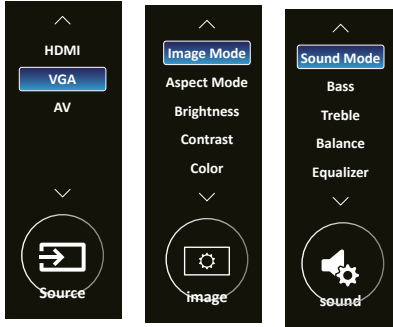 HDMI
VGA
AV
Source
Image Mode
Aspect Mode
Brightness
Contrast
Color
image
Sound Mode
Bass
Treble
Balance
Equalizer
sound